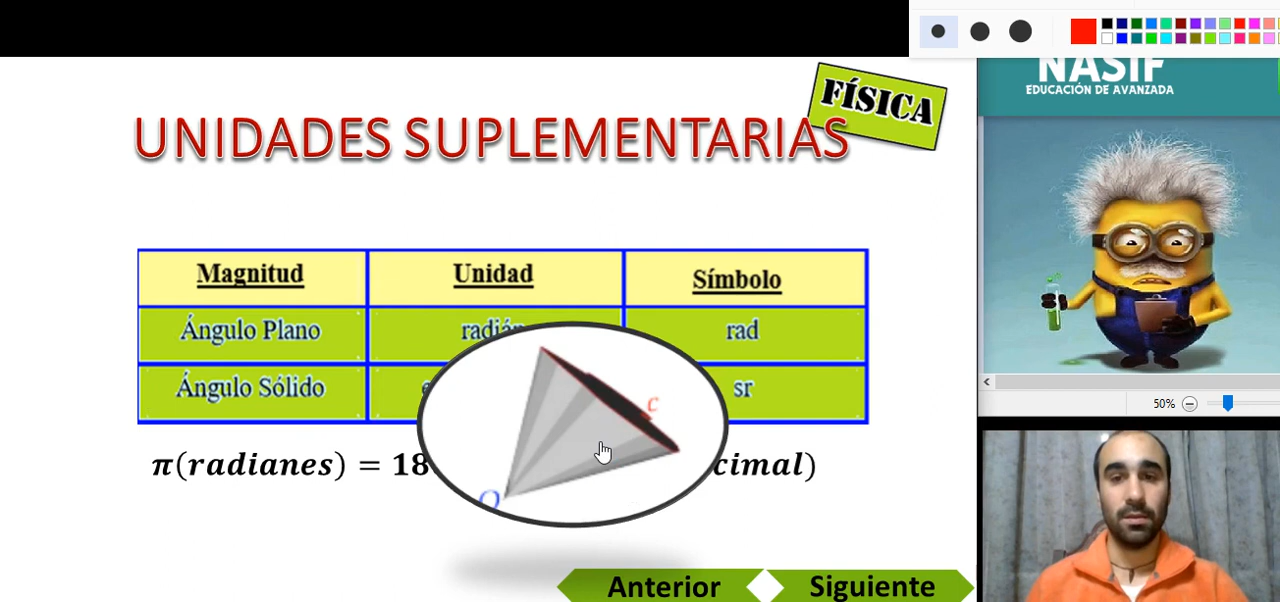 NASIF
EDUCACIÓN DE AVANZADA
FÍSICA
UNIDADES SUPLEMENTARIAS
Magnitud Unidad Símbolo
Ángulo Plano radián rad
Ángulo Sólido sr
c
O
π(radianes) = 18 cimal)
50%
Anterior Siguiente